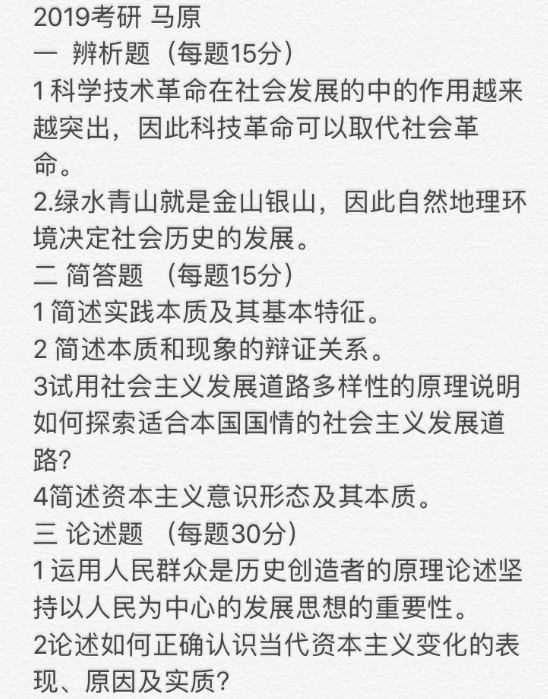 2019考研 马原
一 辨析题（每题15分）
1科学技术革命在社会发展的中的作用越来
越突出，因此科技革命可以取代社会革
命。
2.绿水青山就是金山银山，因此自然地理环
境决定社会历史的发展。
二 简答题 （每题15分）
1简述实践本质及其基本特征。
2 简述本质和现象的辩证关系。
3试用社会主义发展道路多样性的原理说明
如何探索适合本国国情的社会主义发展道
路?
4简述资本主义意识形态及其本质。
三 论述题 （每题30分）
1运用人民群众是历史创造者的原理论述坚
持以人民为中心的发展思想的重要性。
2论述如何正确认识当代资本主义变化的表
现、原因及实质?